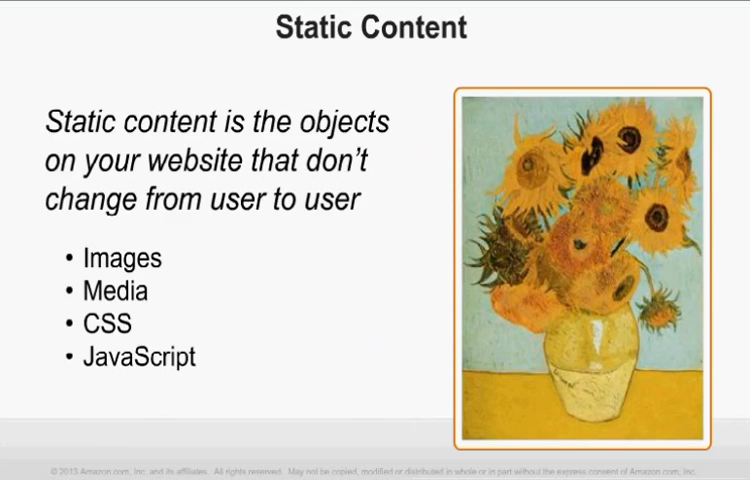 Static Content
Static content is the objects
on your website that don't
change from user to user
• Images
• Media
• CSS
• JavaScript
© 2013 Amazon.com, Inc. and its affiliates. All rights reserved. May not be copied, modified or distributed in whole or in part without the express consent of Amazon.com, Inc.